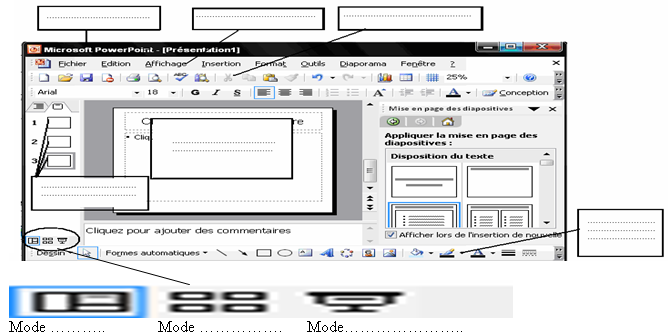 Microsoft PowerPoint - [Présentation1]
Fichier Edition Affichage Insertion Format Outils Diaporama Fenêtre ?
25%
Arial 18 G I S Conception
Mise en page des diapositives
1
2
3
C re
• Cliq
Appliquer la mise en page des
diapositives :
Disposition du texte
Cliquez pour ajouter des commentaires
Afficher lors de l'insertion de nouvelle
Dessin Formes automatiques
Mode ……….. Mode ……………. Mode…………………..